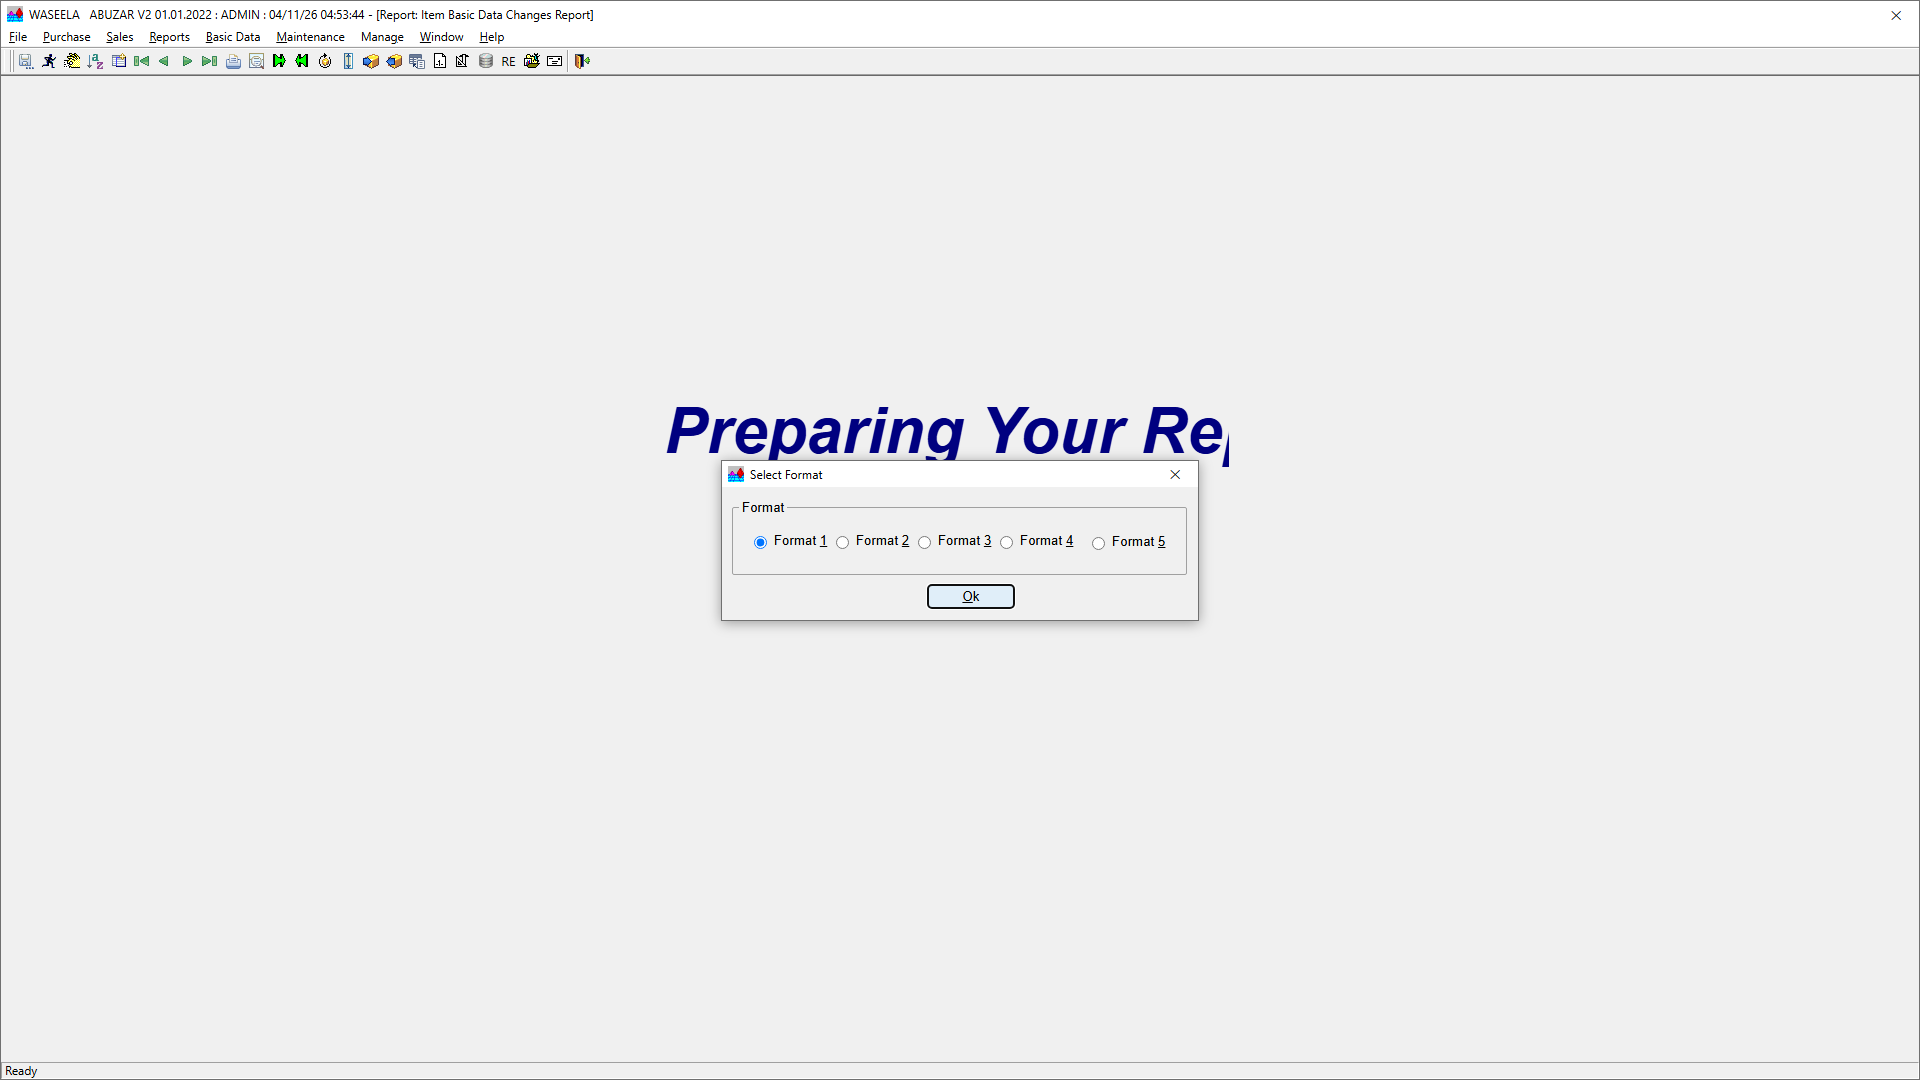 WASEELA   ABUZAR V2 01.01.2022 : ADMIN : 04/11/26 04:53:44 - [Report: Item Basic Data Changes Report]
File Purchase Sales Reports Basic Data Maintenance Manage Window Help
RE
Preparing Your Rep
Select Format
Format
Format 1 Format 2 Format 3 Format 4 Format 5
Ok
Ready